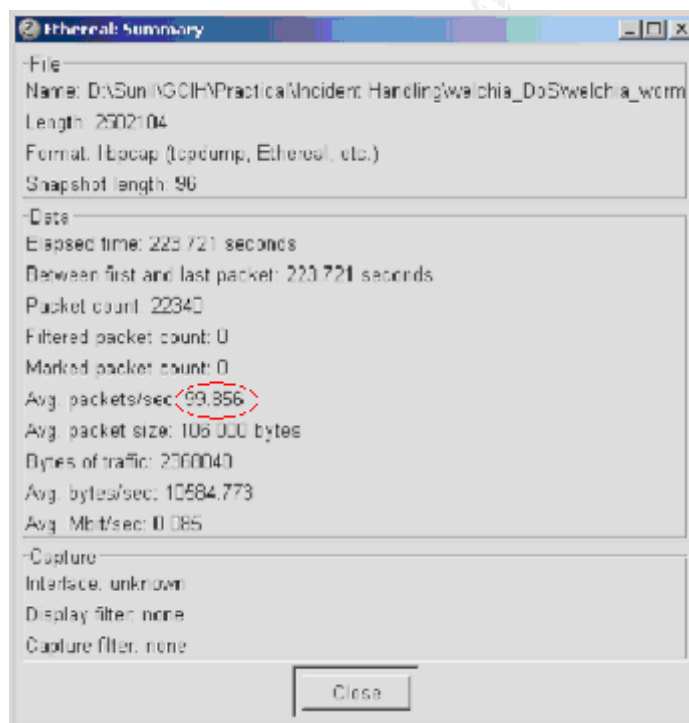 Ethereal: Summary
File
Name: D:\Sunil\GCIH\Practical\Incident Handling\welchia_DoS\welchia_worm
Length: 2502104
Format: libpcap (tcpdump, Ethereal, etc.)
Snapshot length: 96
Data
Elapsed time: 223.721 seconds
Between first and last packet: 223.721 seconds
Packet count: 22340
Filtered packet count: 0
Marked packet count: 0
Avg. packets/sec: 99.856
Avg. packet size: 106.000 bytes
Bytes of traffic: 2368040
Avg. bytes/sec: 10584.773
Avg. Mbit/sec: 0.085
Capture
Interface: unknown
Display filter: none
Capture filter: none
Close